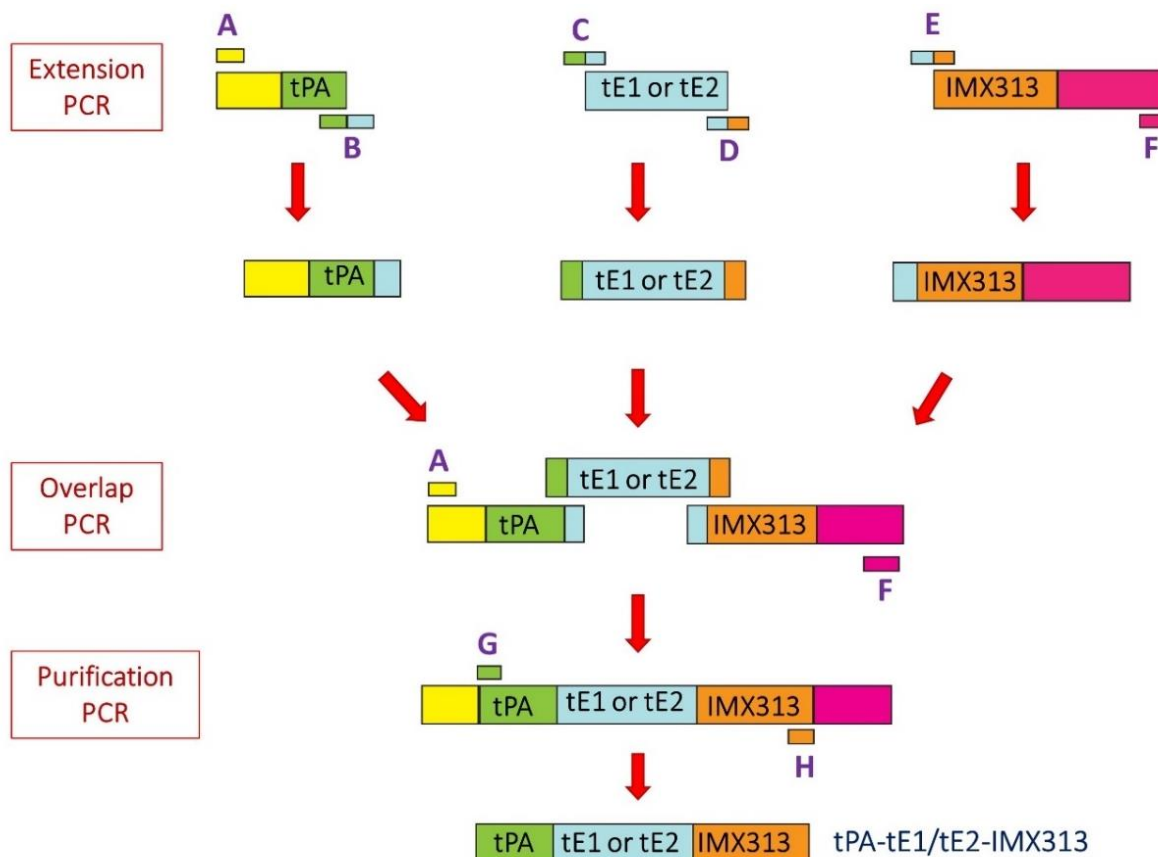 A
C
E
Extension
PCR
tPA
tE1 or tE2
IMX313
B
D
F
tPA
tE1 or tE2
IMX313
Overlap
PCR
A
tE1 or tE2
tPA
IMX313
F
Purification
PCR
G
tPA
tE1 or tE2
IMX313
H
tPA
tE1 or tE2
IMX313
tPA-tE1/tE2-IMX313